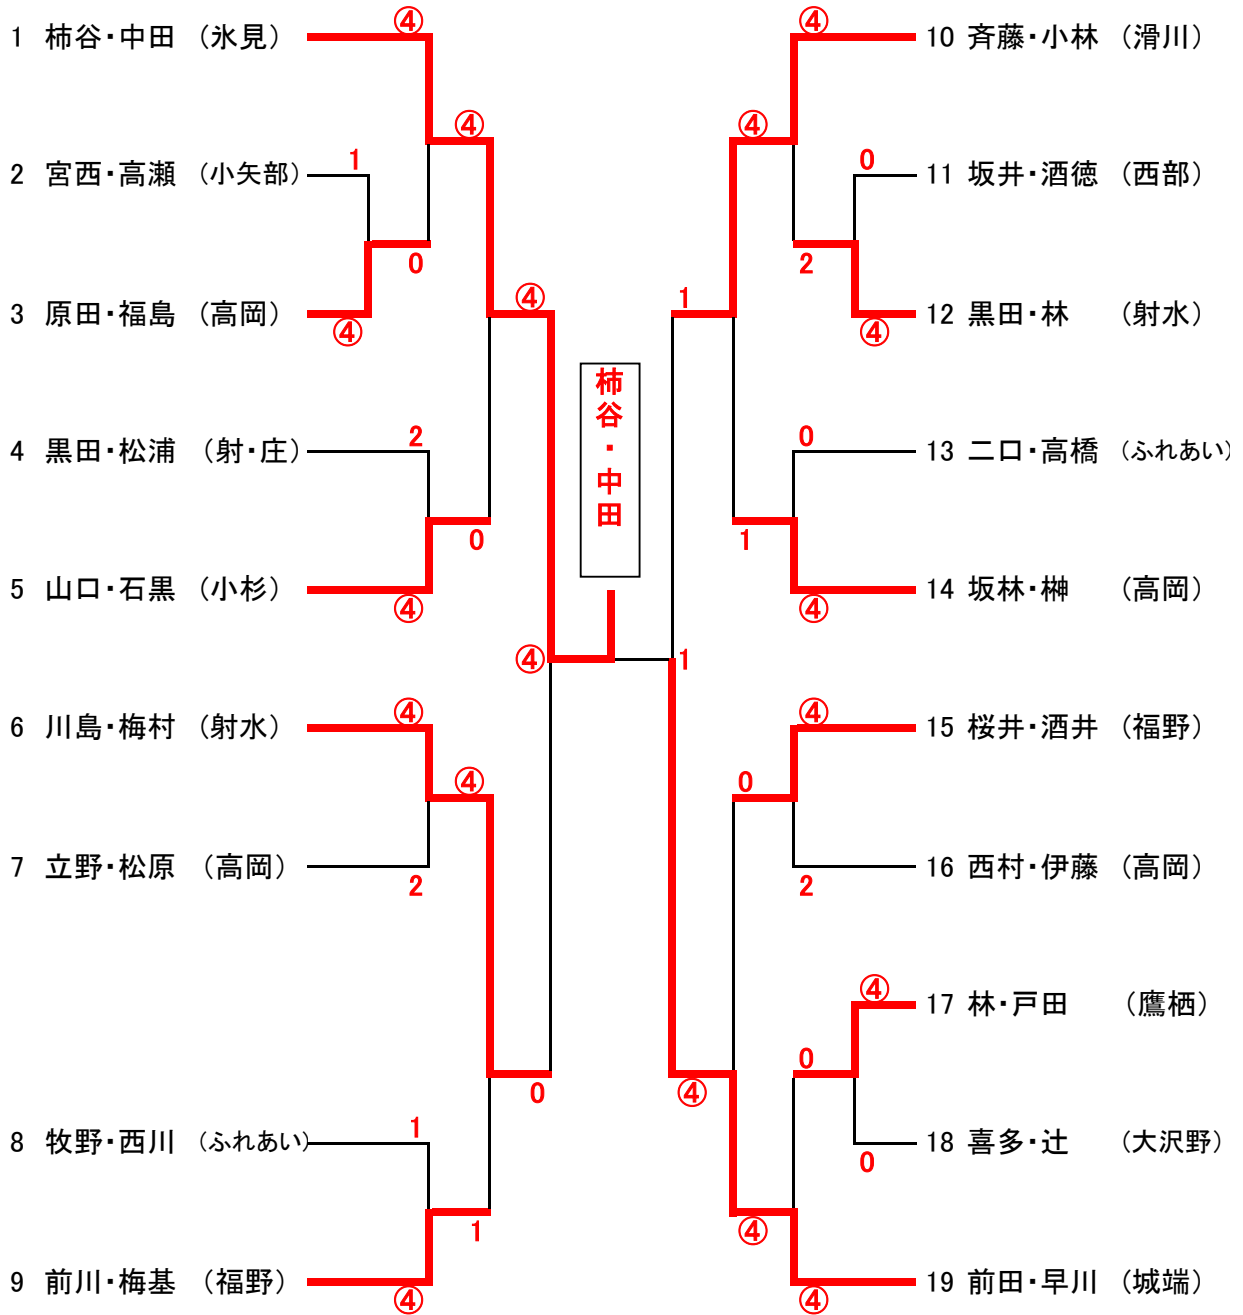 ④ ④
1 柿谷・中田 (氷見) 10 斉藤・小林 (滑川)
④ ④
1 0
2 宮西・高瀬 (小矢部) 11 坂井・酒徳 (西部)
0 2
④ 1
3 原田・福島 (高岡) 12 黒田・林 (射水)
④ ④
柿谷・中田
2 0
4 黒田・松浦 (射・庄) 13 二口・高橋 (ふれあい)
0 1
5 山口・石黒 (小杉) 14 坂林・榊 (高岡)
④ ④
④ 1
④ ④
6 川島・梅村 (射水) 15 桜井・酒井 (福野)
④ 0
7 立野・松原 (高岡) 16 西村・伊藤 (高岡)
2 2
④
17 林・戸田 (鷹栖)
0
0 ④
1
8 牧野・西川 (ふれあい) 18 喜多・辻 (大沢野)
0
1 ④
9 前川・梅基 (福野) 19 前田・早川 (城端)
④ ④